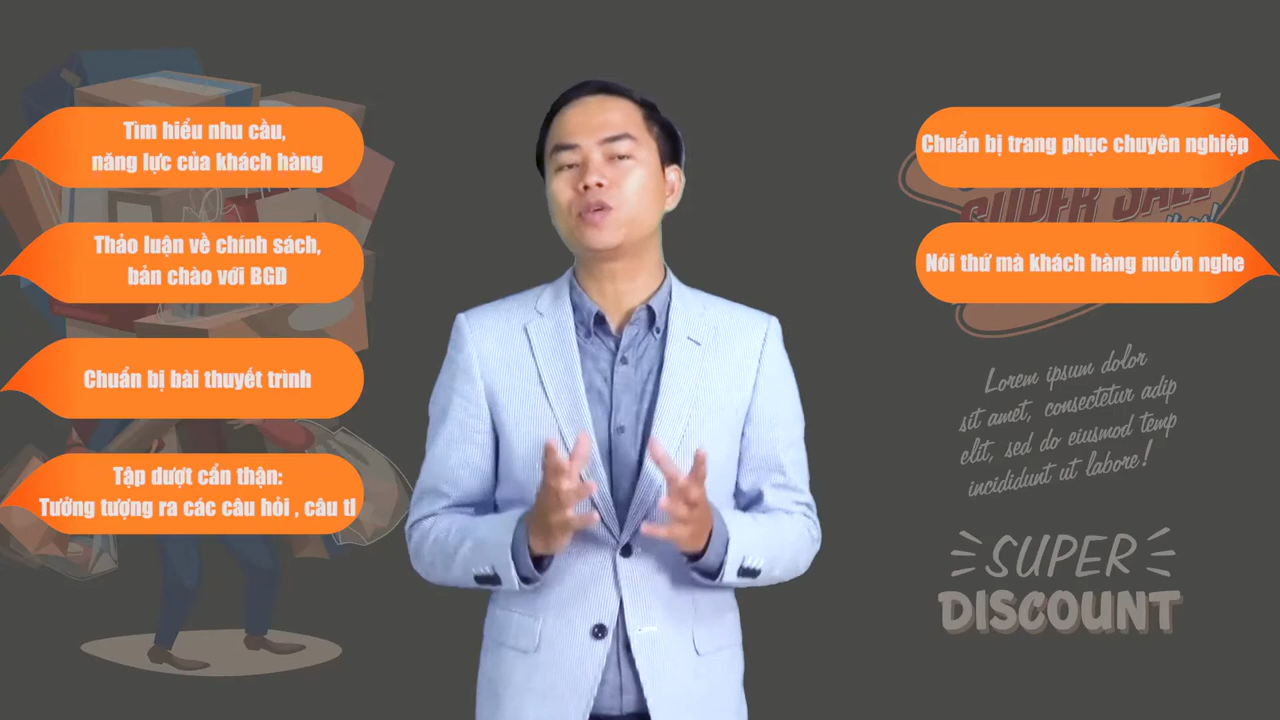 Tìm hiểu nhu cầu,
năng lực của khách hàng
Thảo luận về chính sách,
bản chào với BGD
Chuẩn bị bài thuyết trình
Tập dượt cẩn thận:
Tưởng tượng ra các câu hỏi , câu tl
Chuẩn bị trang phục chuyên nghiệp
SUPER SALE
Nói thứ mà khách hàng muốn nghe
Lorem ipsum dolor
sit amet, consectetur adip
elit, sed do eiusmod temp
incididunt ut labore!
SUPER
DISCOUNT